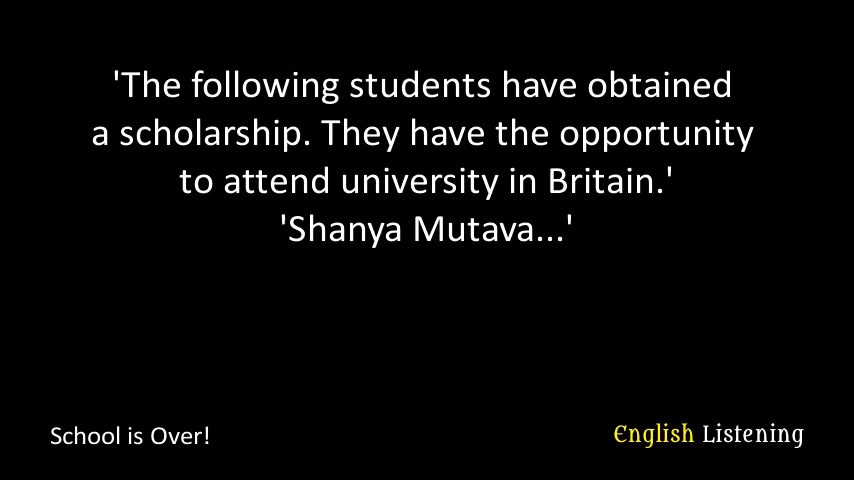 'The following students have obtained
a scholarship. They have the opportunity
to attend university in Britain.'
'Shanya Mutava...'
School is Over!
English Listening